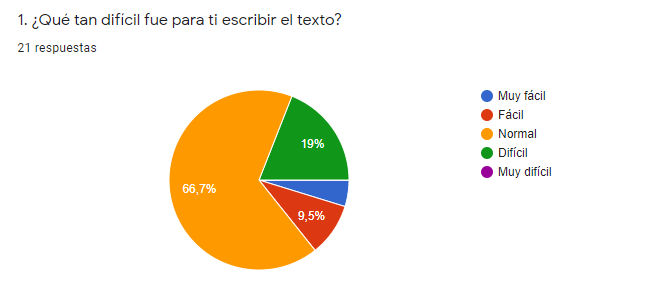 1. ¿Qué tan difícil fue para ti escribir el texto?
21 respuestas
Muy fácil
Fácil
Normal
Difícil
Muy difícil
19%
66,7%
9,5%